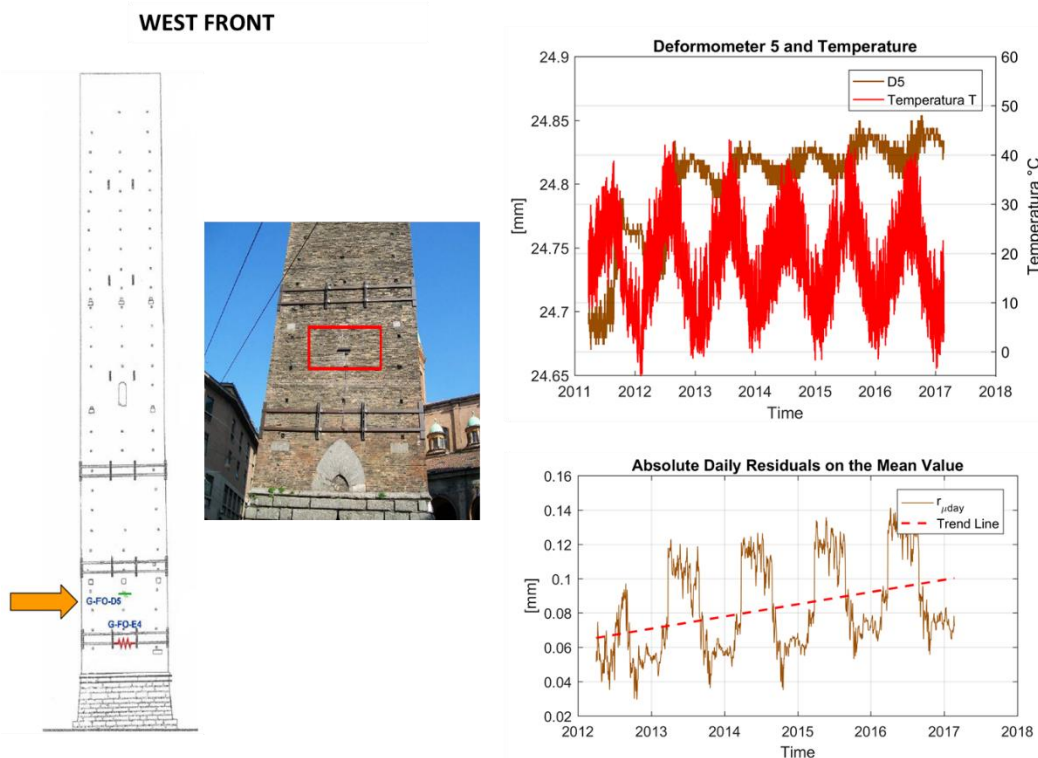 WEST FRONT
G-FO-D5
G-FO-E4
Deformometer 5 and Temperature
D5
Temperatura T
24.9
24.85
24.8
24.75
24.7
24.65
[mm]
60
50
40
30
20
10
0
Temperatura °C
2011 2012 2013 2014 2015 2016 2017 2018
Time
Absolute Daily Residuals on the Mean Value
rμday
Trend Line
0.16
0.14
0.12
0.1
0.08
0.06
0.04
0.02
[mm]
2012 2013 2014 2015 2016 2017 2018
Time